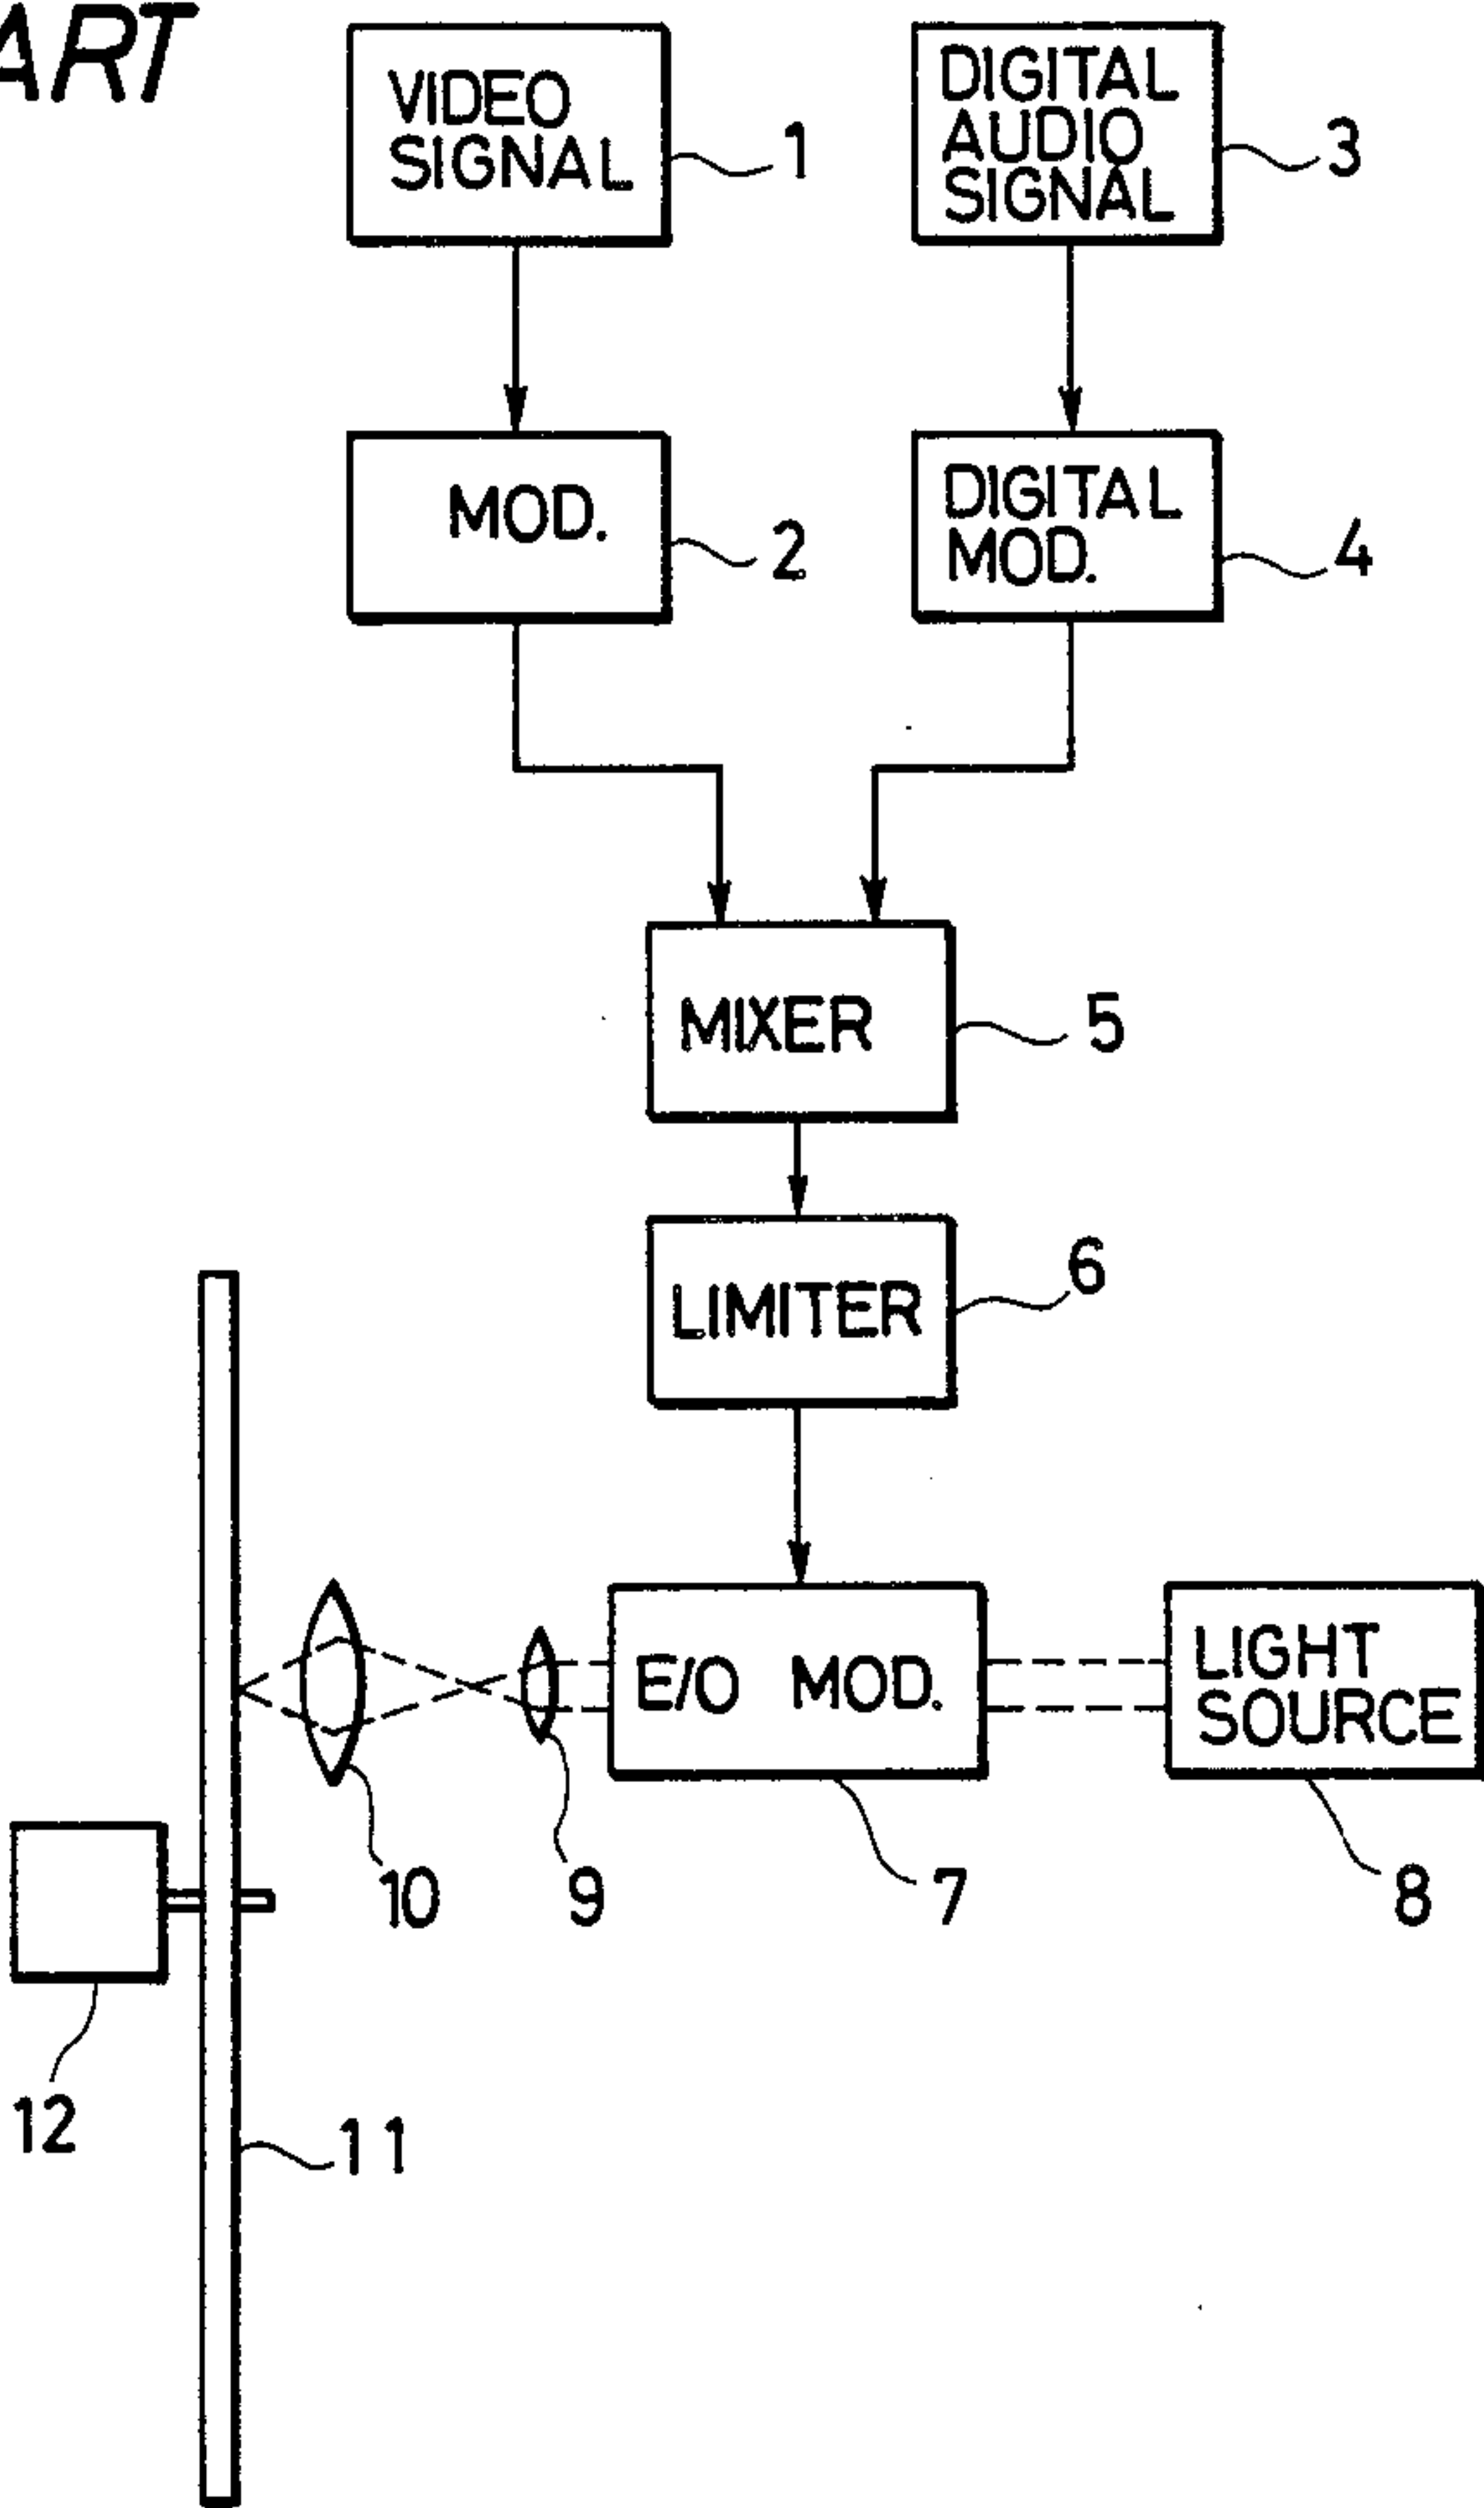 ART
VIDEO
SIGNAL
1
DIGITAL
AUDIO
SIGNAL
3
MOD.
2
DIGITAL
MOD.
4
MIXER
5
LIMITER
6
E/O MOD.
LIGHT
SOURCE
10
9
7
8
12
11